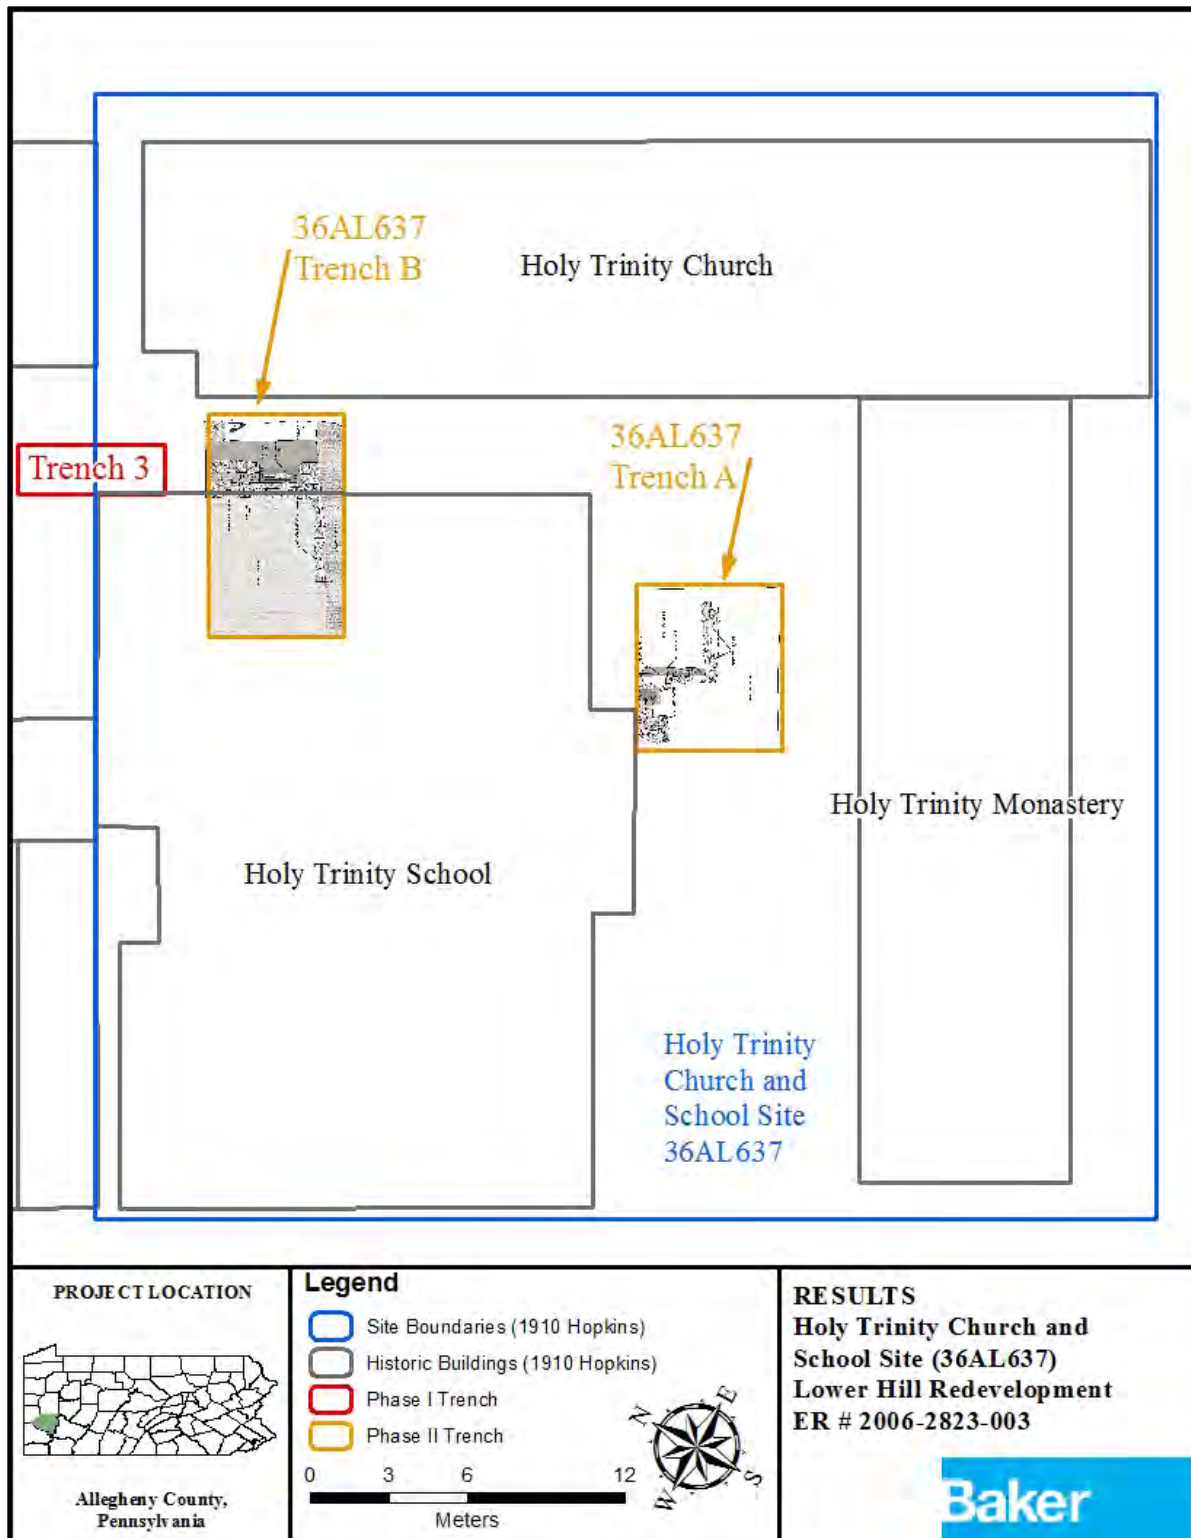 36AL637
Trench B
Holy Trinity Church
Trench 3
36AL637
Trench A
Holy Trinity Monastery
Holy Trinity School
Holy Trinity
Church and
School Site
36AL637
PROJECT LOCATION
Allegheny County,
Pennsylvania
Legend
Site Boundaries (1910 Hopkins)
Historic Buildings (1910 Hopkins)
Phase I Trench
Phase II Trench
0 3 6 12
Meters
N
E
S
W
RESULTS
Holy Trinity Church and
School Site (36AL637)
Lower Hill Redevelopment
ER # 2006-2823-003
Baker